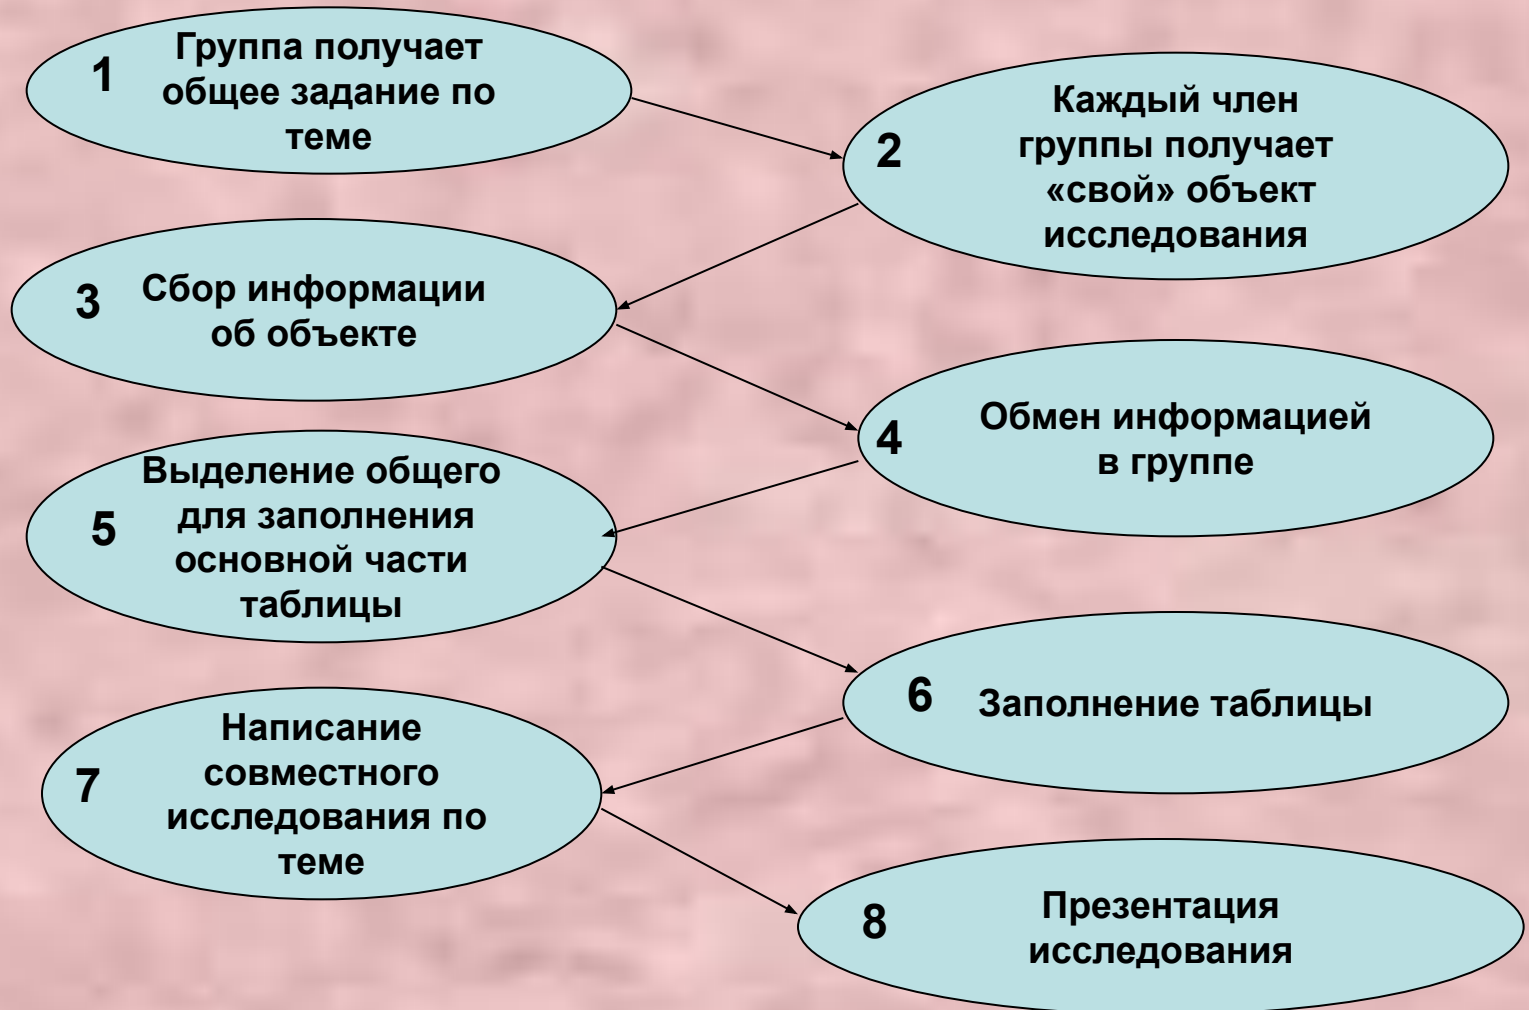 1
Группа получает
общее задание по
теме
2
Каждый член
группы получает
«свой» объект
исследования
3
Сбор информации
об объекте
4
Обмен информацией
в группе
5
Выделение общего
для заполнения
основной части
таблицы
6
Заполнение таблицы
7
Написание
совместного
исследования по
теме
8
Презентация
исследования